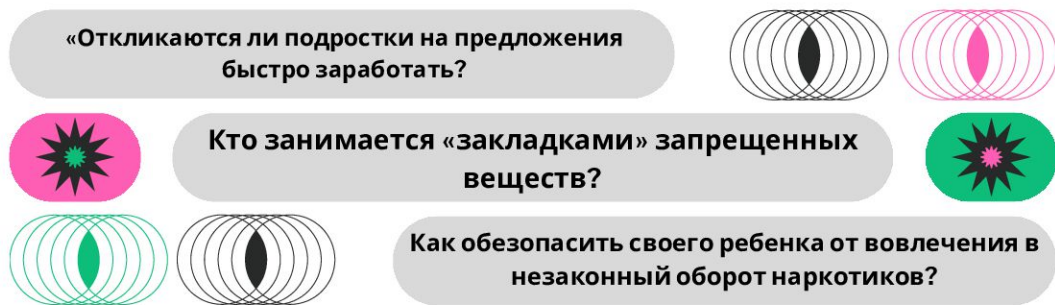 «Откликаются ли подростки на предложения
быстро заработать?
Кто занимается «закладками» запрещенных
веществ?
Как обезопасить своего ребенка от вовлечения в
незаконный оборот наркотиков?